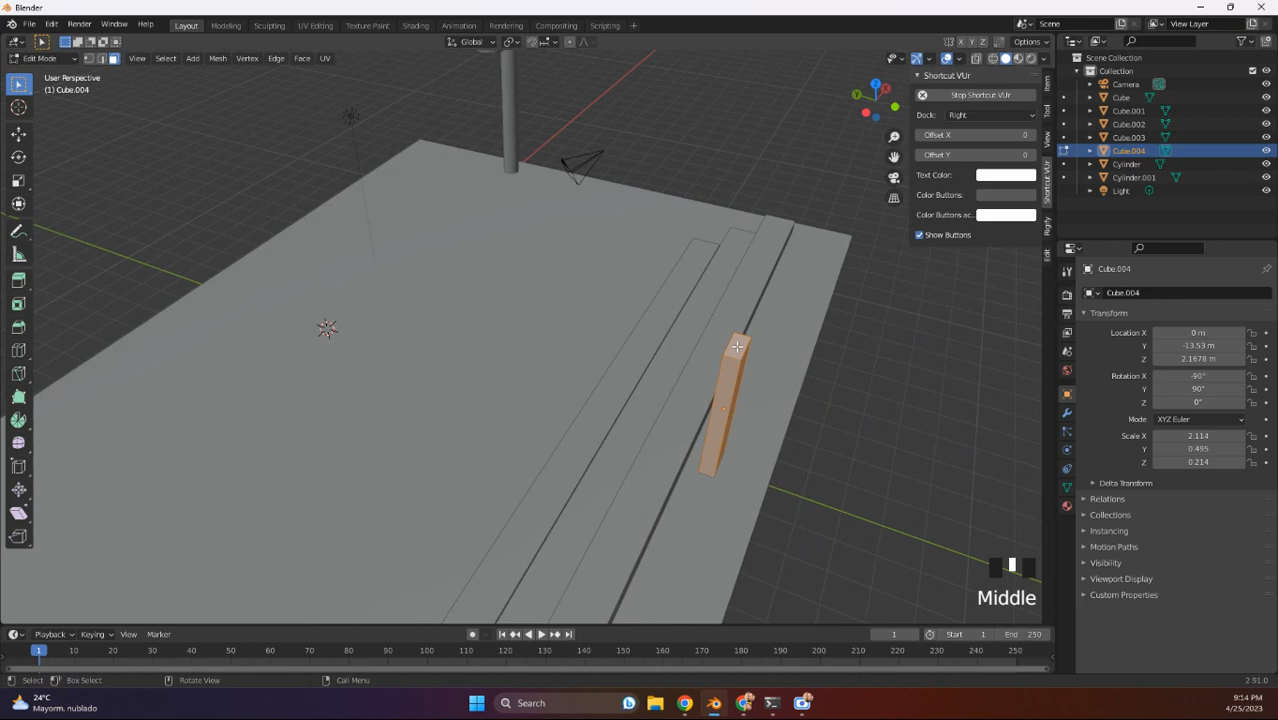 Blender
File Edit Render Window Help
Layout Modeling Sculpting UV Editing Texture Paint Shading Animation Rendering Compositing Scripting +
Scene
View Layer
Global
X Y Z
Options
Edit Mode
View Select Add Mesh Vertex Edge Face UV
User Perspective
(1) Cube.004
Shortcut VUr
Stop Shortcut VUr
Dock: Right
Offset X 0
Offset Y 0
Text Color:
Color Buttons:
Color Buttons ac..
Show Buttons
Item
Tool
View
Shortcut VUr
Rigify
Edit
Scene Collection
Collection
Camera
Cube
Cube.001
Cube.002
Cube.003
Cube.004
Cylinder
Cylinder.001
Light
Cube.004
Cube.004
Transform
Location X 0 m
Y -13.53 m
Z 2.1678 m
Rotation X -90°
Y 90°
Z 0°
Mode XYZ Euler
Scale X 2.114
Y 0.495
Z 0.214
Delta Transform
Relations
Collections
Instancing
Motion Paths
Visibility
Viewport Display
Custom Properties
Middle
Playback Keying View Marker
1
Start 1
End 250
1 10 20 30 40 50 60 70 80 90 100 110 120 130 140 150 160 170 180 190 200 210 220 230 240 250
Select Box Select Rotate View Call Menu
2.91.0
24°C
Mayorm. nublado
Search
9:14 PM
4/25/2023